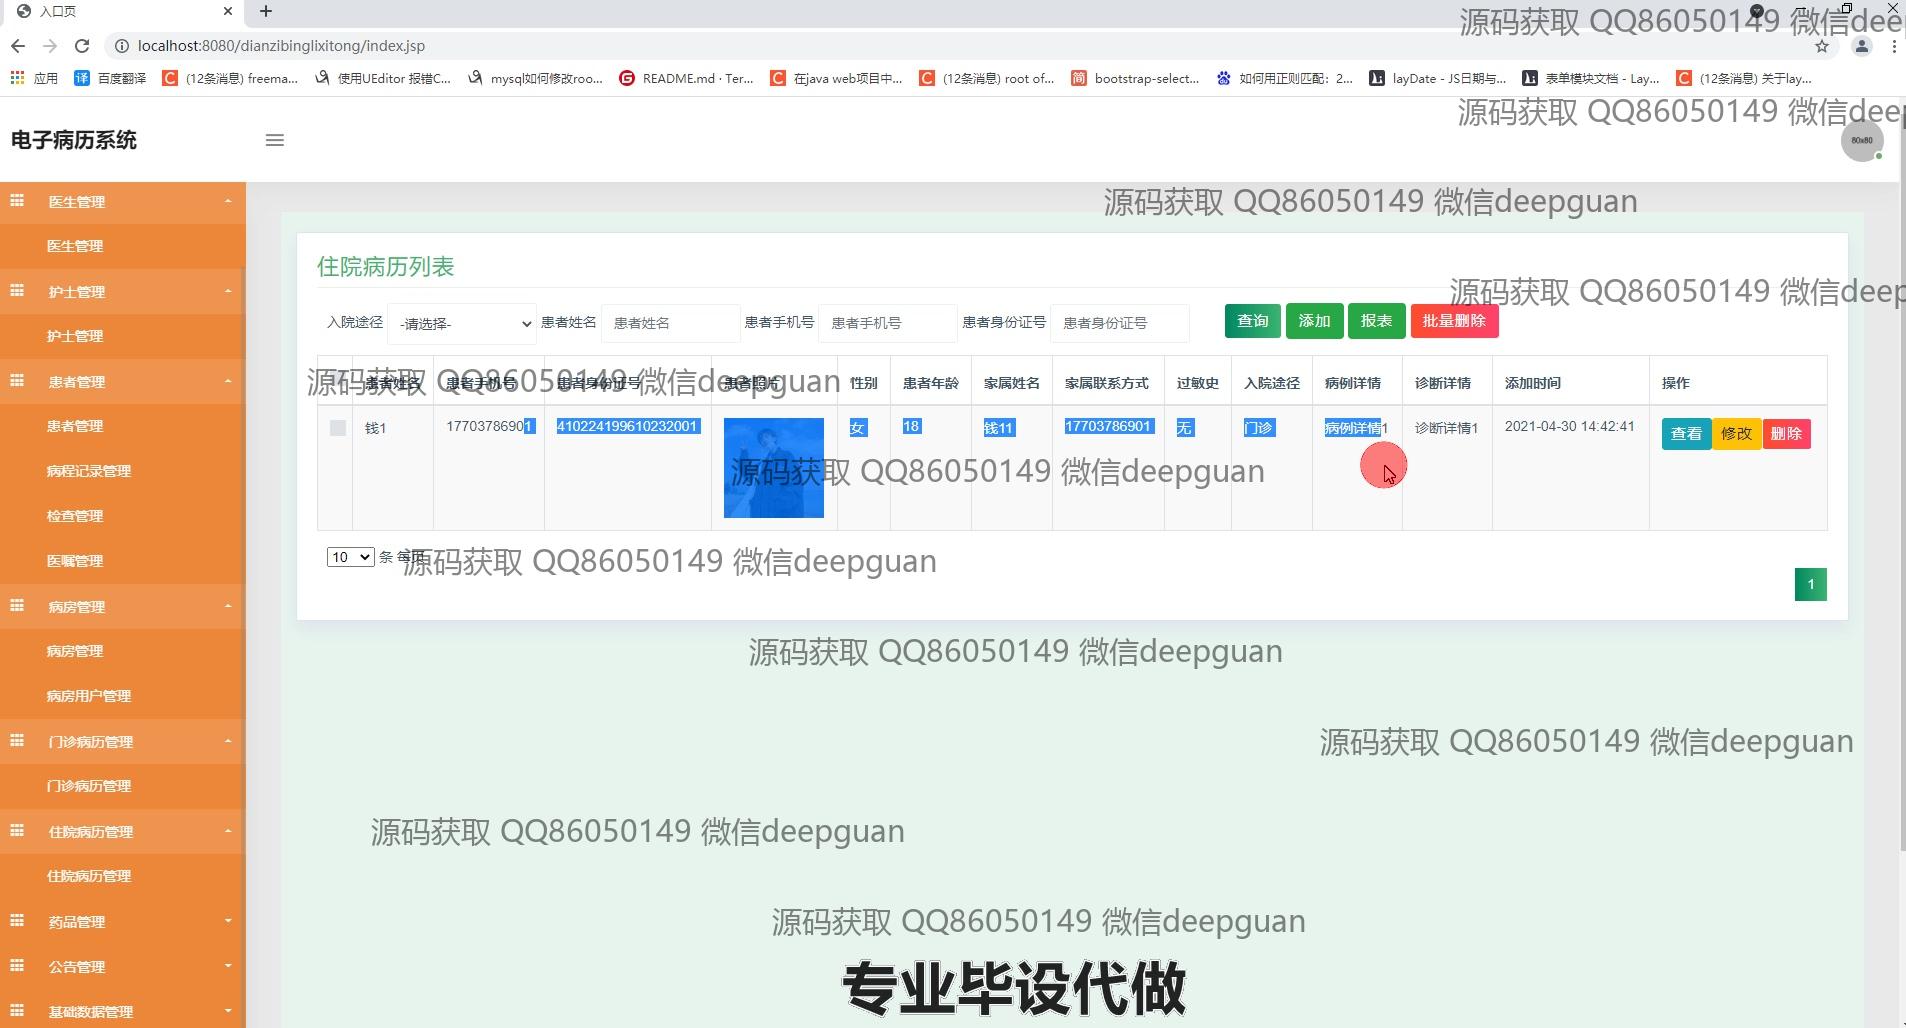 入口页
localhost:8080/dianzibinglixitong/index.jsp
应用 百度翻译 (12条消息) freema... 使用UEditor 报错C... mysql如何修改roo... README.md · Ter... 在java web项目中... (12条消息) root of... bootstrap-select... 如何用正则匹配：2... layDate - JS日期与... 表单模块文档 - Lay... (12条消息) 关于lay...
源码获取 QQ86050149 微信deep
源码获取 QQ86050149 微信deep
电子病历系统
80x80
源码获取 QQ86050149 微信deepguan
医生管理
医生管理
护士管理
护士管理
患者管理
患者管理
病程记录管理
检查管理
医嘱管理
病房管理
病房管理
病房用户管理
门诊病历管理
门诊病历管理
住院病历管理
住院病历管理
药品管理
公告管理
基础数据管理
住院病历列表
源码获取 QQ86050149 微信deep
入院途径 -请选择- 患者姓名 患者姓名 患者手机号 患者手机号 患者身份证号 患者身份证号 查询 添加 报表 批量删除
患者姓名 患者手机号 患者身份证号 患者照片 性别 患者年龄 家属姓名 家属联系方式 过敏史 入院途径 病例详情 诊断详情 添加时间 操作
源码获取 QQ86050149 微信deepguan
钱1 17703786901 410224199610232001 女 18 钱11 17703786901 无 门诊 病例详情1 诊断详情1 2021-04-30 14:42:41 查看 修改 删除
源码获取 QQ86050149 微信deepguan
10 条 每页
源码获取 QQ86050149 微信deepguan
1
源码获取 QQ86050149 微信deepguan
源码获取 QQ86050149 微信deepguan
源码获取 QQ86050149 微信deepguan
源码获取 QQ86050149 微信deepguan
专业毕设代做